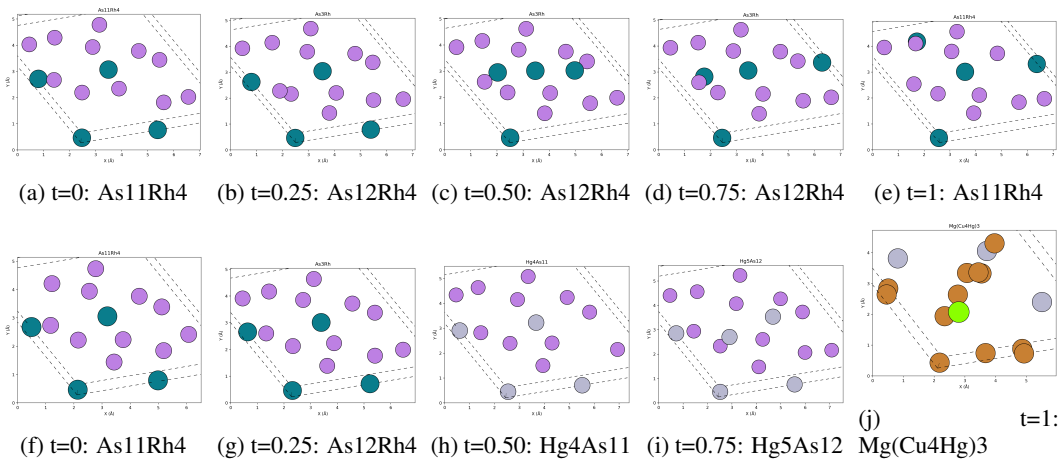 As11Rh4
As3Rh
As3Rh
As3Rh
As11Rh4
X (Å)
X (Å)
X (Å)
X (Å)
X (Å)
Y (Å)
Y (Å)
Y (Å)
Y (Å)
Y (Å)
(a) t=0: As11Rh4
(b) t=0.25: As12Rh4
(c) t=0.50: As12Rh4
(d) t=0.75: As12Rh4
(e) t=1: As11Rh4
As11Rh4
As3Rh
Hg4As11
Hg5As12
Mg(Cu4Hg)3
X (Å)
X (Å)
X (Å)
X (Å)
X (Å)
Y (Å)
Y (Å)
Y (Å)
Y (Å)
Y (Å)
(f) t=0: As11Rh4
(g) t=0.25: As12Rh4
(h) t=0.50: Hg4As11
(i) t=0.75: Hg5As12
(j) t=1:
Mg(Cu4Hg)3